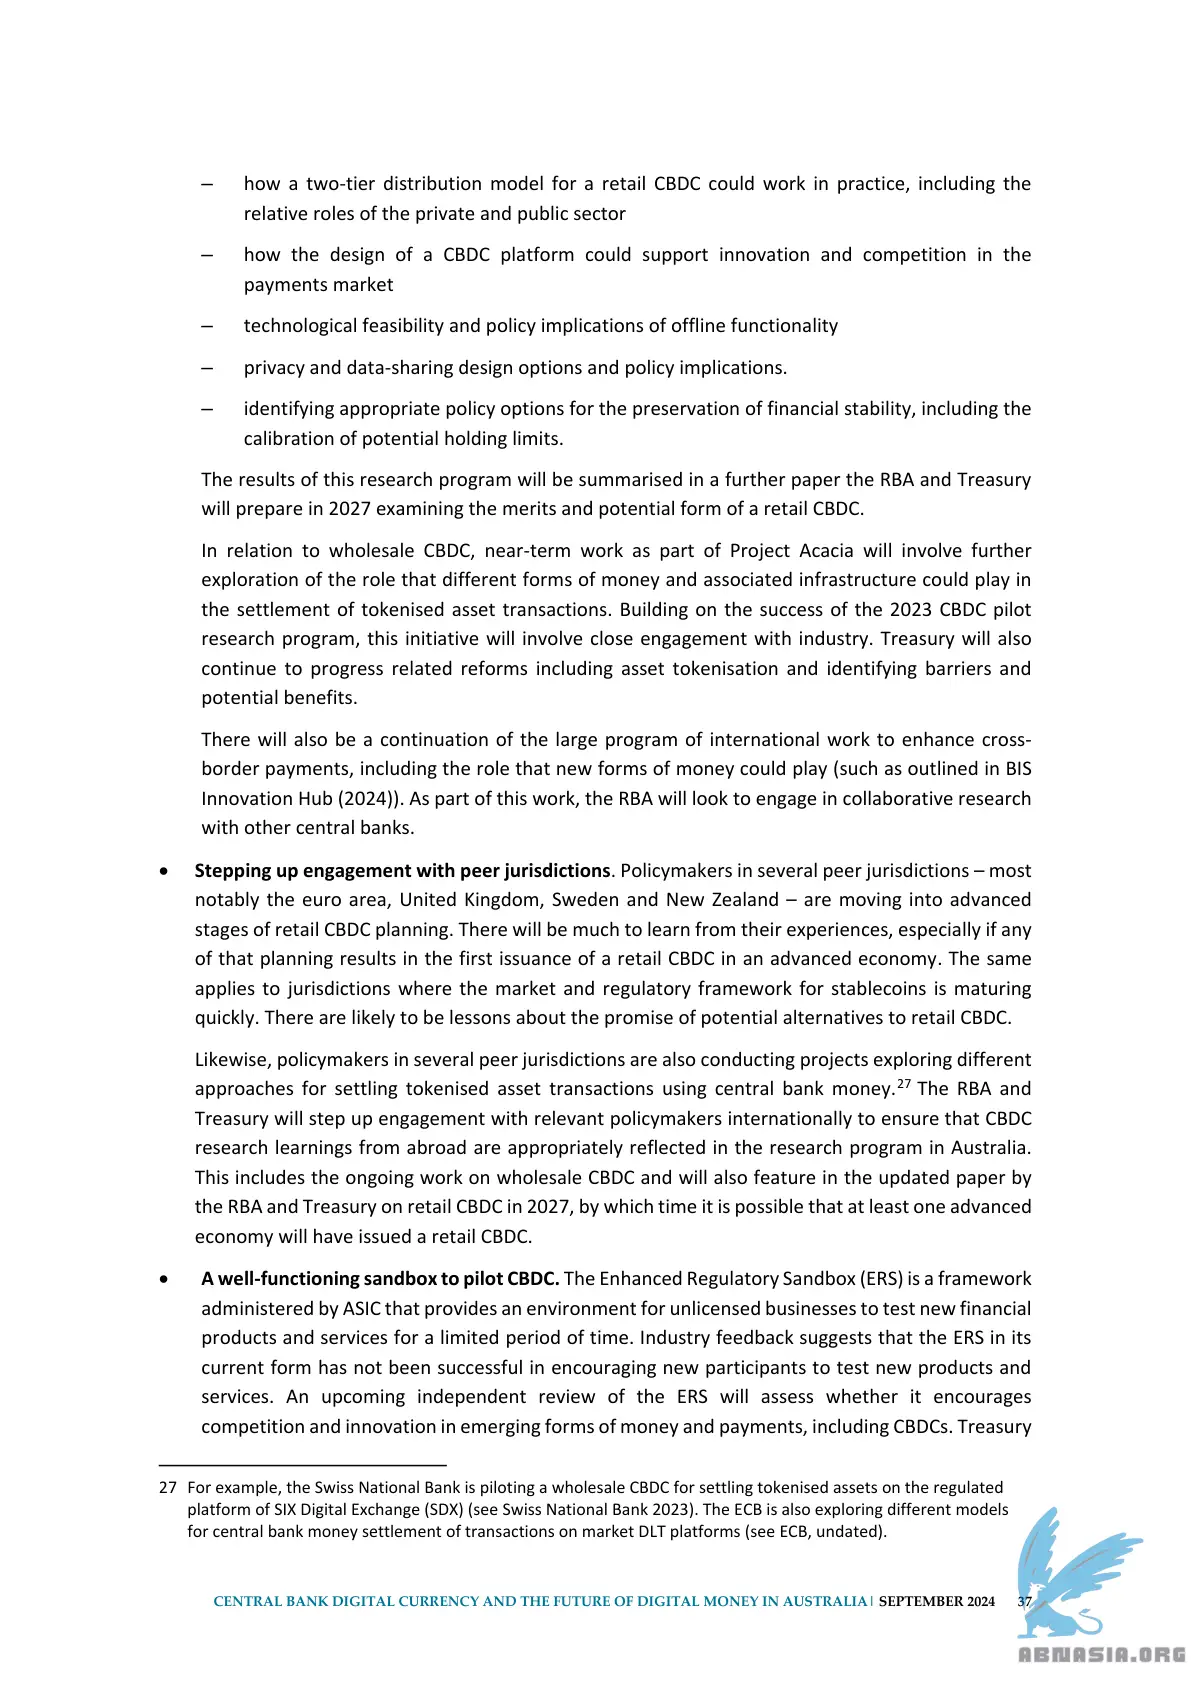 – how a two-tier distribution model for a retail CBDC could work in practice, including the
relative roles of the private and public sector
– how the design of a CBDC platform could support innovation and competition in the
payments market
– technological feasibility and policy implications of offline functionality
– privacy and data-sharing design options and policy implications.
– identifying appropriate policy options for the preservation of financial stability, including the
calibration of potential holding limits.
The results of this research program will be summarised in a further paper the RBA and Treasury
will prepare in 2027 examining the merits and potential form of a retail CBDC.
In relation to wholesale CBDC, near-term work as part of Project Acacia will involve further
exploration of the role that different forms of money and associated infrastructure could play in
the settlement of tokenised asset transactions. Building on the success of the 2023 CBDC pilot
research program, this initiative will involve close engagement with industry. Treasury will also
continue to progress related reforms including asset tokenisation and identifying barriers and
potential benefits.
There will also be a continuation of the large program of international work to enhance cross-
border payments, including the role that new forms of money could play (such as outlined in BIS
Innovation Hub (2024)). As part of this work, the RBA will look to engage in collaborative research
with other central banks.
• Stepping up engagement with peer jurisdictions. Policymakers in several peer jurisdictions – most
notably the euro area, United Kingdom, Sweden and New Zealand – are moving into advanced
stages of retail CBDC planning. There will be much to learn from their experiences, especially if any
of that planning results in the first issuance of a retail CBDC in an advanced economy. The same
applies to jurisdictions where the market and regulatory framework for stablecoins is maturing
quickly. There are likely to be lessons about the promise of potential alternatives to retail CBDC.
Likewise, policymakers in several peer jurisdictions are also conducting projects exploring different
approaches for settling tokenised asset transactions using central bank money.27 The RBA and
Treasury will step up engagement with relevant policymakers internationally to ensure that CBDC
research learnings from abroad are appropriately reflected in the research program in Australia.
This includes the ongoing work on wholesale CBDC and will also feature in the updated paper by
the RBA and Treasury on retail CBDC in 2027, by which time it is possible that at least one advanced
economy will have issued a retail CBDC.
• A well-functioning sandbox to pilot CBDC. The Enhanced Regulatory Sandbox (ERS) is a framework
administered by ASIC that provides an environment for unlicensed businesses to test new financial
products and services for a limited period of time. Industry feedback suggests that the ERS in its
current form has not been successful in encouraging new participants to test new products and
services. An upcoming independent review of the ERS will assess whether it encourages
competition and innovation in emerging forms of money and payments, including CBDCs. Treasury
27 For example, the Swiss National Bank is piloting a wholesale CBDC for settling tokenised assets on the regulated
platform of SIX Digital Exchange (SDX) (see Swiss National Bank 2023). The ECB is also exploring different models
for central bank money settlement of transactions on market DLT platforms (see ECB, undated).
CENTRAL BANK DIGITAL CURRENCY AND THE FUTURE OF DIGITAL MONEY IN AUSTRALIA| SEPTEMBER 2024 37
ABNASIA.ORG